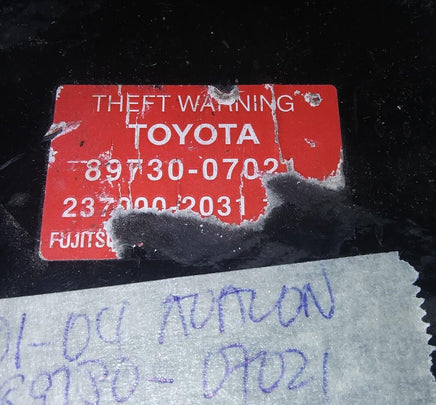 THEFT WARNING
TOYOTA
89730-07021
237000-2031
FUJITSU
01-04 AVALON
89730-07021